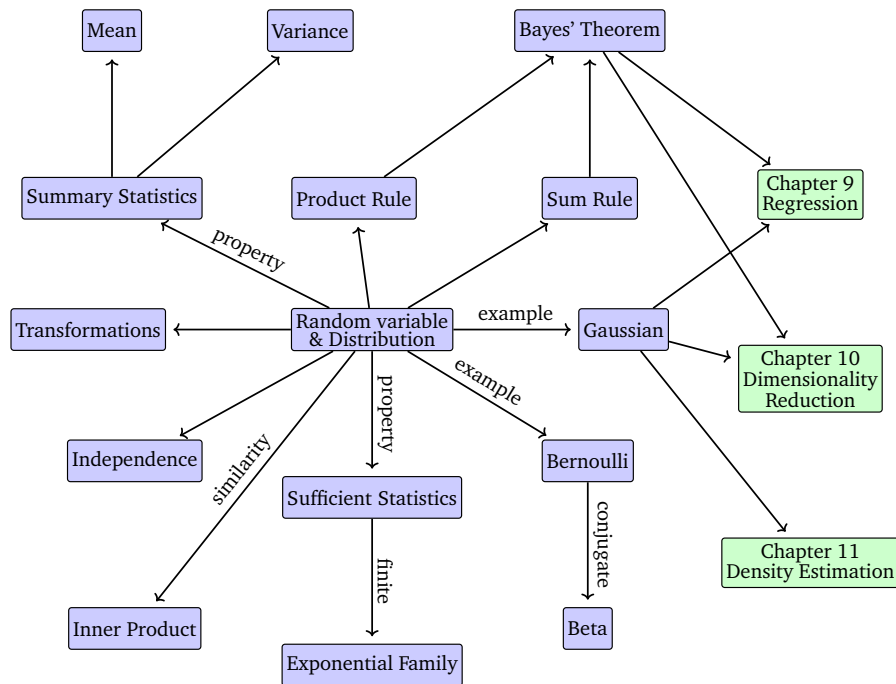 Mean
Variance
Bayes’ Theorem
Summary Statistics
Product Rule
Sum Rule
Chapter 9
Regression
property
Transformations
Random variable
& Distribution
example
Gaussian
Chapter 10
Dimensionality
Reduction
property
example
similarity
Independence
Bernoulli
Sufficient Statistics
conjugate
Chapter 11
Density Estimation
finite
Inner Product
Beta
Exponential Family